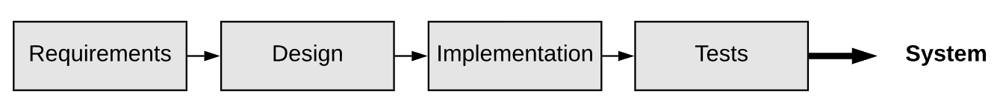 Requirements
Design
Implementation
Tests
System